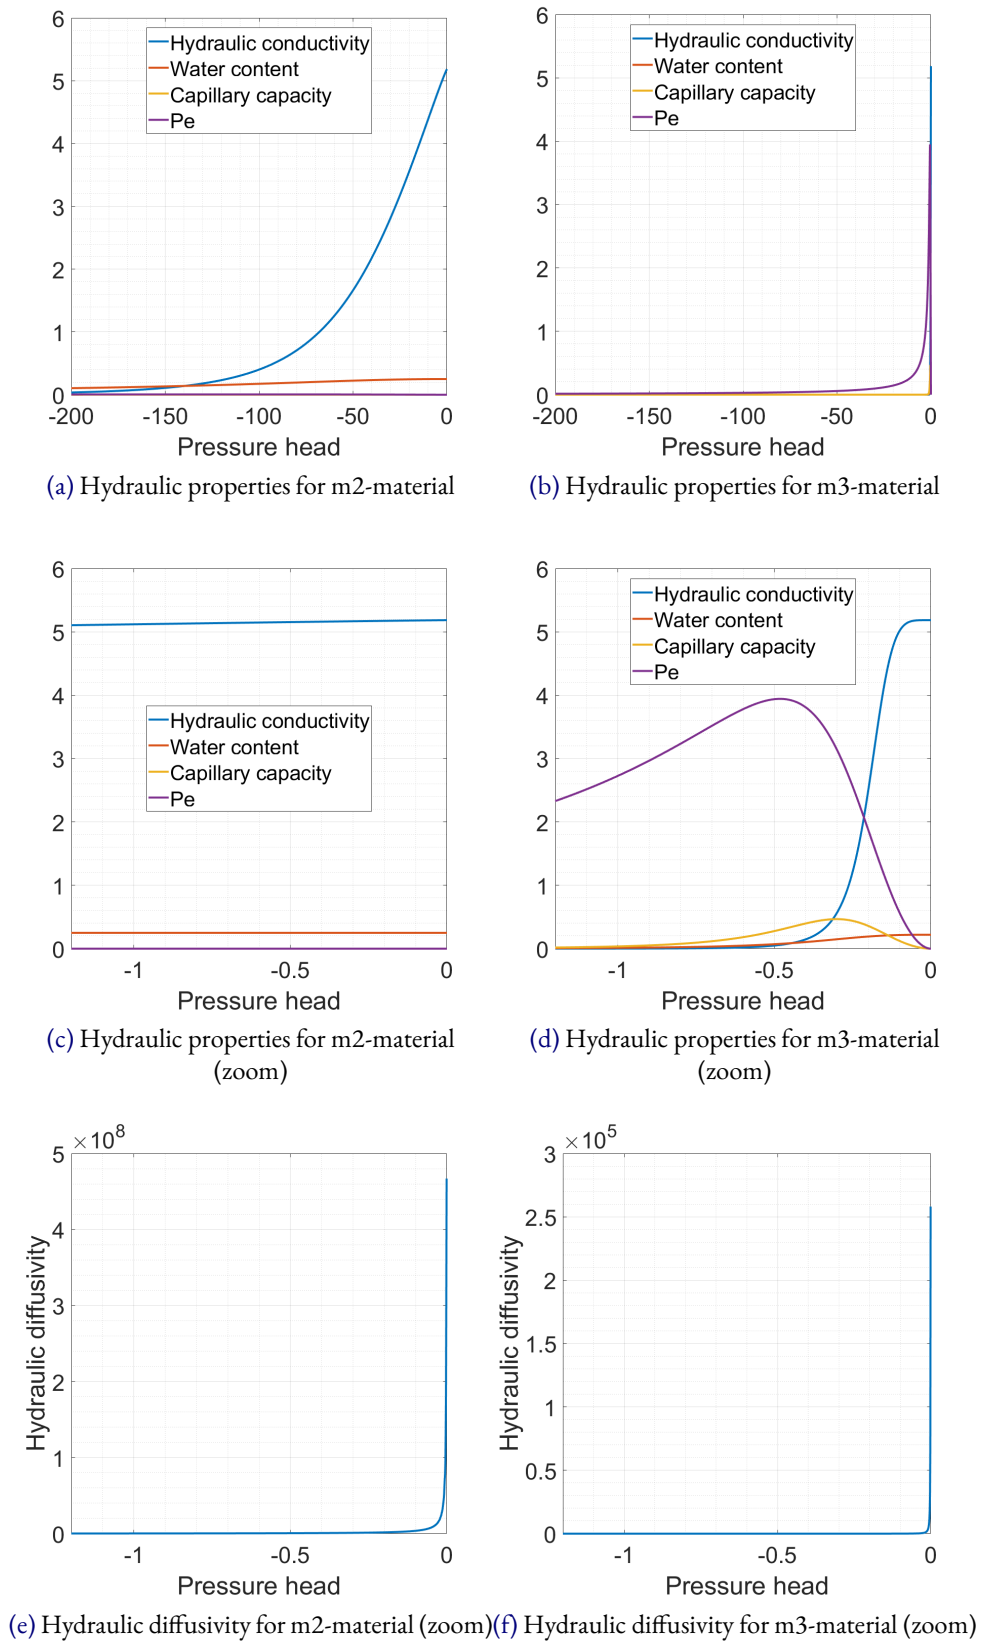 6
5
4
3
2
1
0
Hydraulic conductivity
Water content
Capillary capacity
Pe
-200 -150 -100 -50 0
Pressure head
(a) Hydraulic properties for m2-material
6
5
4
3
2
1
0
Hydraulic conductivity
Water content
Capillary capacity
Pe
-200 -150 -100 -50 0
Pressure head
(b) Hydraulic properties for m3-material
6
5
4
3
2
1
0
Hydraulic conductivity
Water content
Capillary capacity
Pe
-1 -0.5 0
Pressure head
(c) Hydraulic properties for m2-material
(zoom)
6
5
4
3
2
1
0
Hydraulic conductivity
Water content
Capillary capacity
Pe
-1 -0.5 0
Pressure head
(d) Hydraulic properties for m3-material
(zoom)
×10^8
5
4
3
2
1
0
Hydraulic diffusivity
-1 -0.5 0
Pressure head
(e) Hydraulic diffusivity for m2-material (zoom)
×10^5
3
2.5
2
1.5
1
0.5
0
Hydraulic diffusivity
-1 -0.5 0
Pressure head
(f) Hydraulic diffusivity for m3-material (zoom)